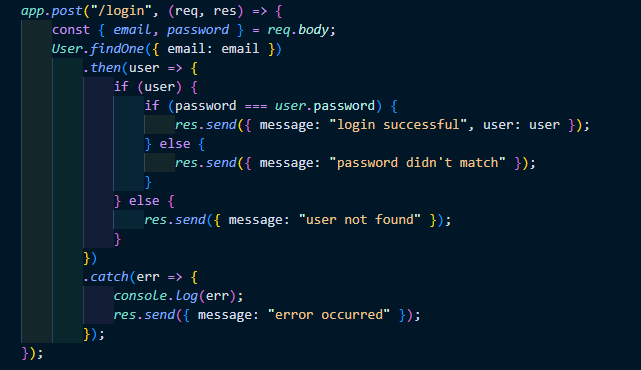 app.post("/login", (req, res) => {
    const { email, password } = req.body;
    User.findOne({ email: email })
        .then(user => {
            if (user) {
                if (password === user.password) {
                    res.send({ message: "login successful", user: user });
                } else {
                    res.send({ message: "password didn't match" });
                }
            } else {
                res.send({ message: "user not found" });
            }
        })
        .catch(err => {
            console.log(err);
            res.send({ message: "error occurred" });
        });
});